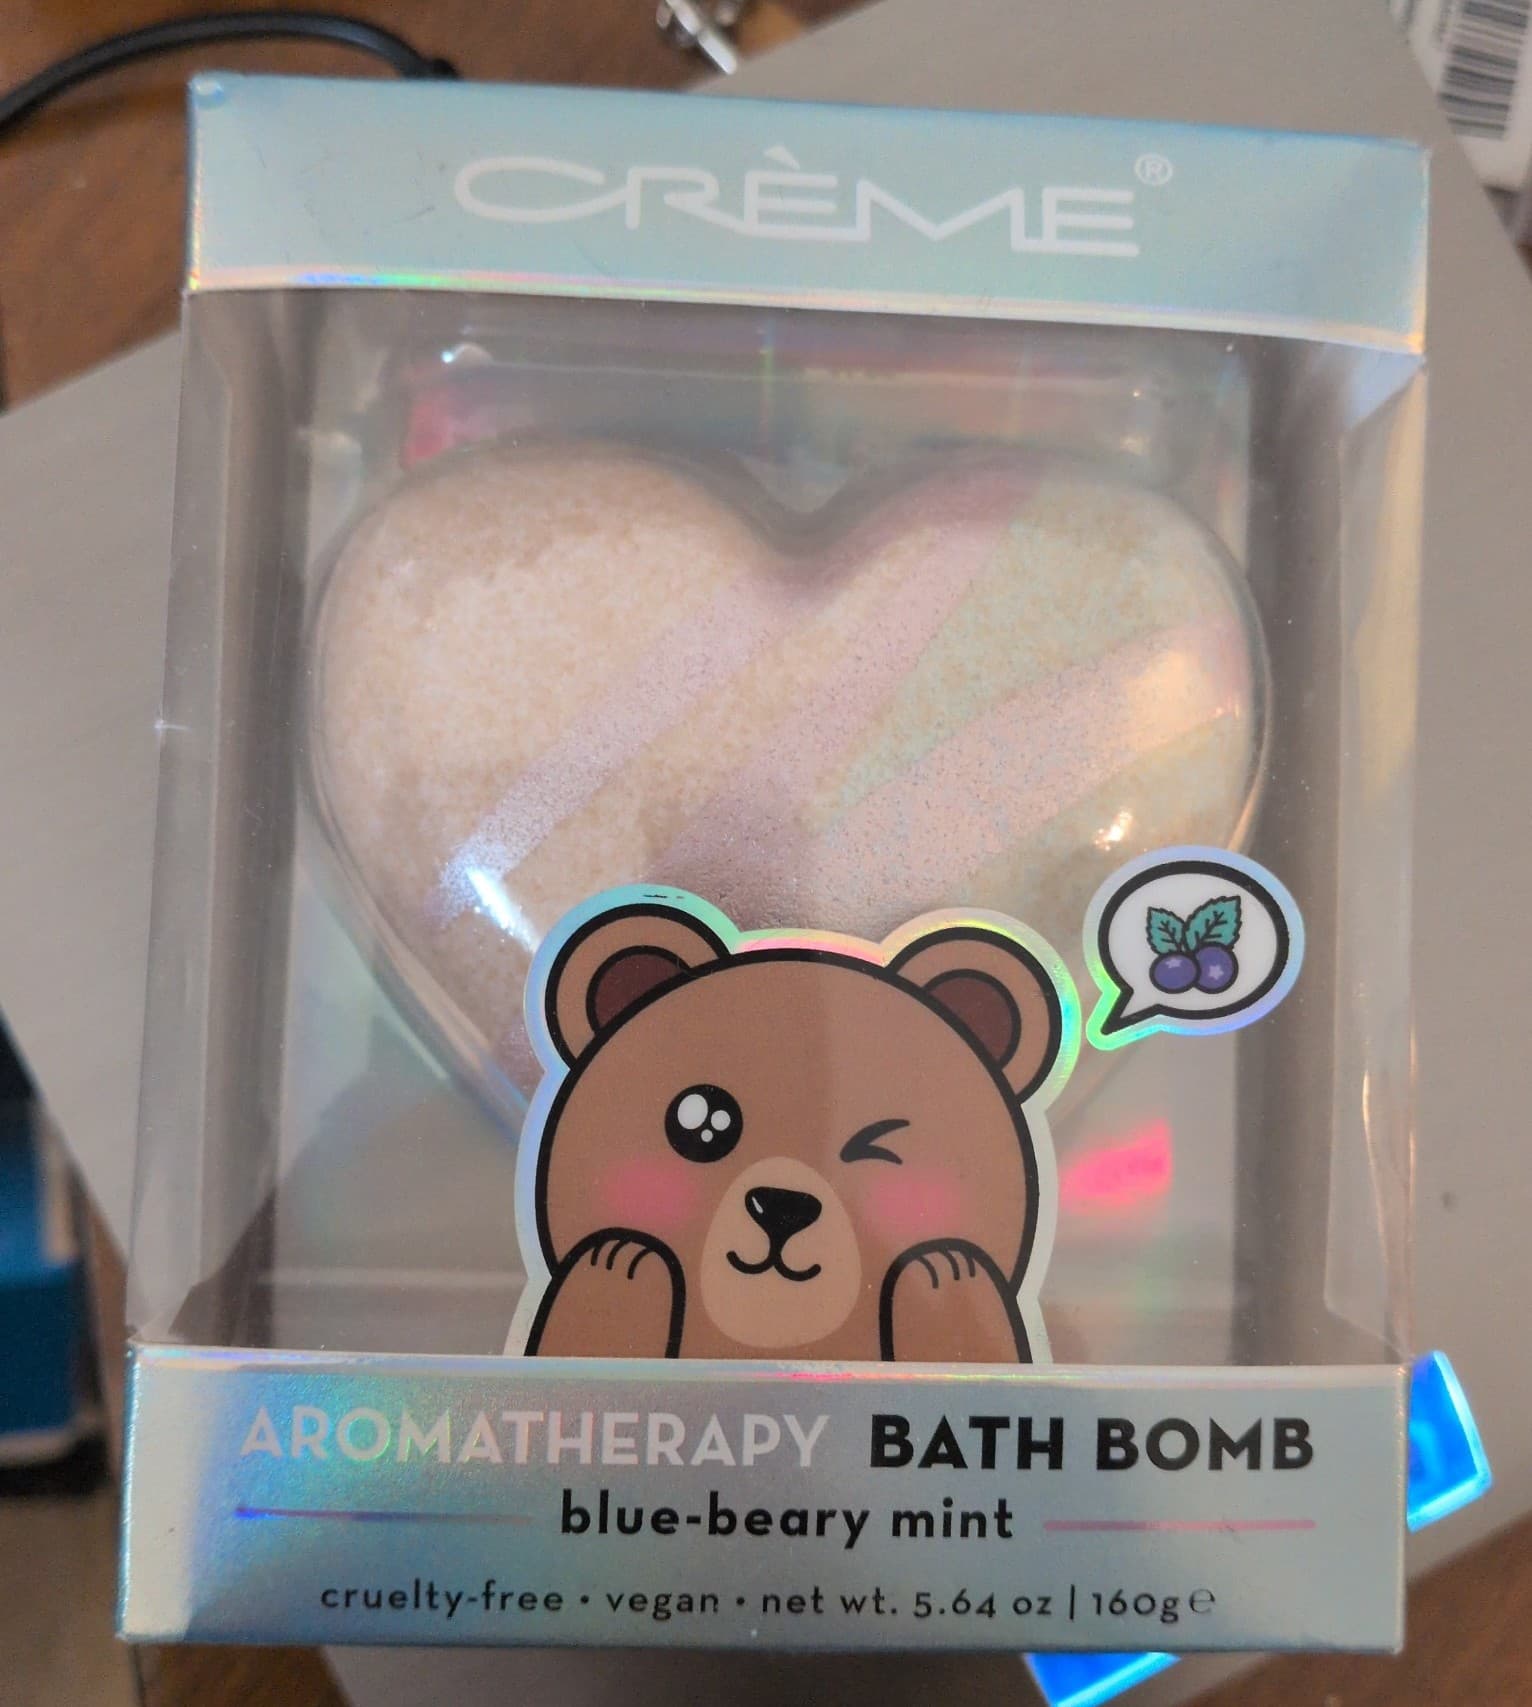 CRÈME®
AROMATHERAPY BATH BOMB
blue-beary mint
cruelty-free • vegan • net wt. 5.64 oz | 160g℮